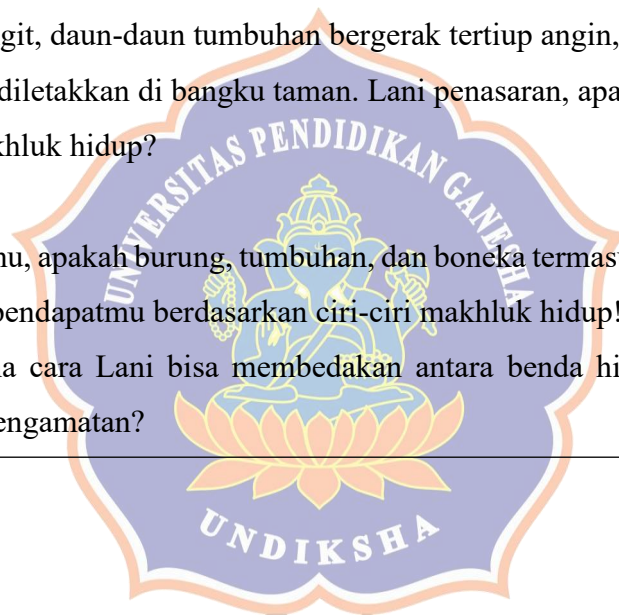 git, daun-daun tumbuhan bergerak tertiup angin,
diletakkan di bangku taman. Lani penasaran, apa
khluk hidup?
UNIVERSITAS PENDIDIKAN GANESHA
nu, apakah burung, tumbuhan, dan boneka termasu
pendapatmu berdasarkan ciri-ciri makhluk hidup!
a cara Lani bisa membedakan antara benda hi
engamatan?
UNDIKSHA